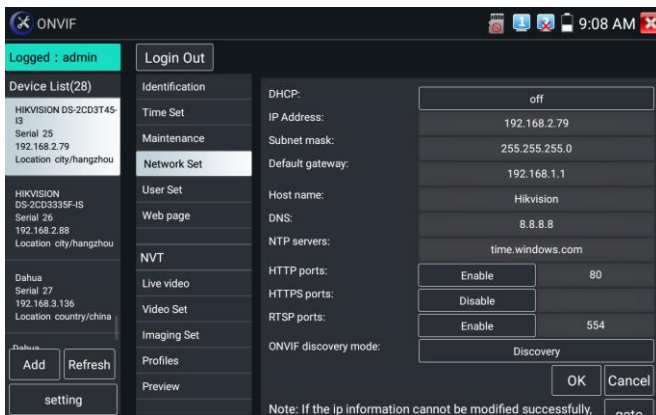 ONVIF
9:08 AM
Logged : admin
Login Out
Device List(28)
HIKVISION DS-2CD3T45-
I3
Serial 25
192.168.2.79
Location city/hangzhou
HIKVISION
DS-2CD3335F-IS
Serial 26
192.168.2.88
Location city/hangzhou
Dahua
Serial 27
192.168.3.136
Location country/china
Dahua
Add
Refresh
setting
Identification
Time Set
Maintenance
Network Set
User Set
Web page
NVT
Live video
Video Set
Imaging Set
Profiles
Preview
DHCP: off
IP Address: 192.168.2.79
Subnet mask: 255.255.255.0
Default gateway: 192.168.1.1
Host name: Hikvision
DNS: 8.8.8.8
NTP servers: time.windows.com
HTTP ports: Enable 80
HTTPS ports: Disable
RTSP ports: Enable 554
ONVIF discovery mode: Discovery
OK Cancel
Note: If the ip information cannot be modified successfully,
goto